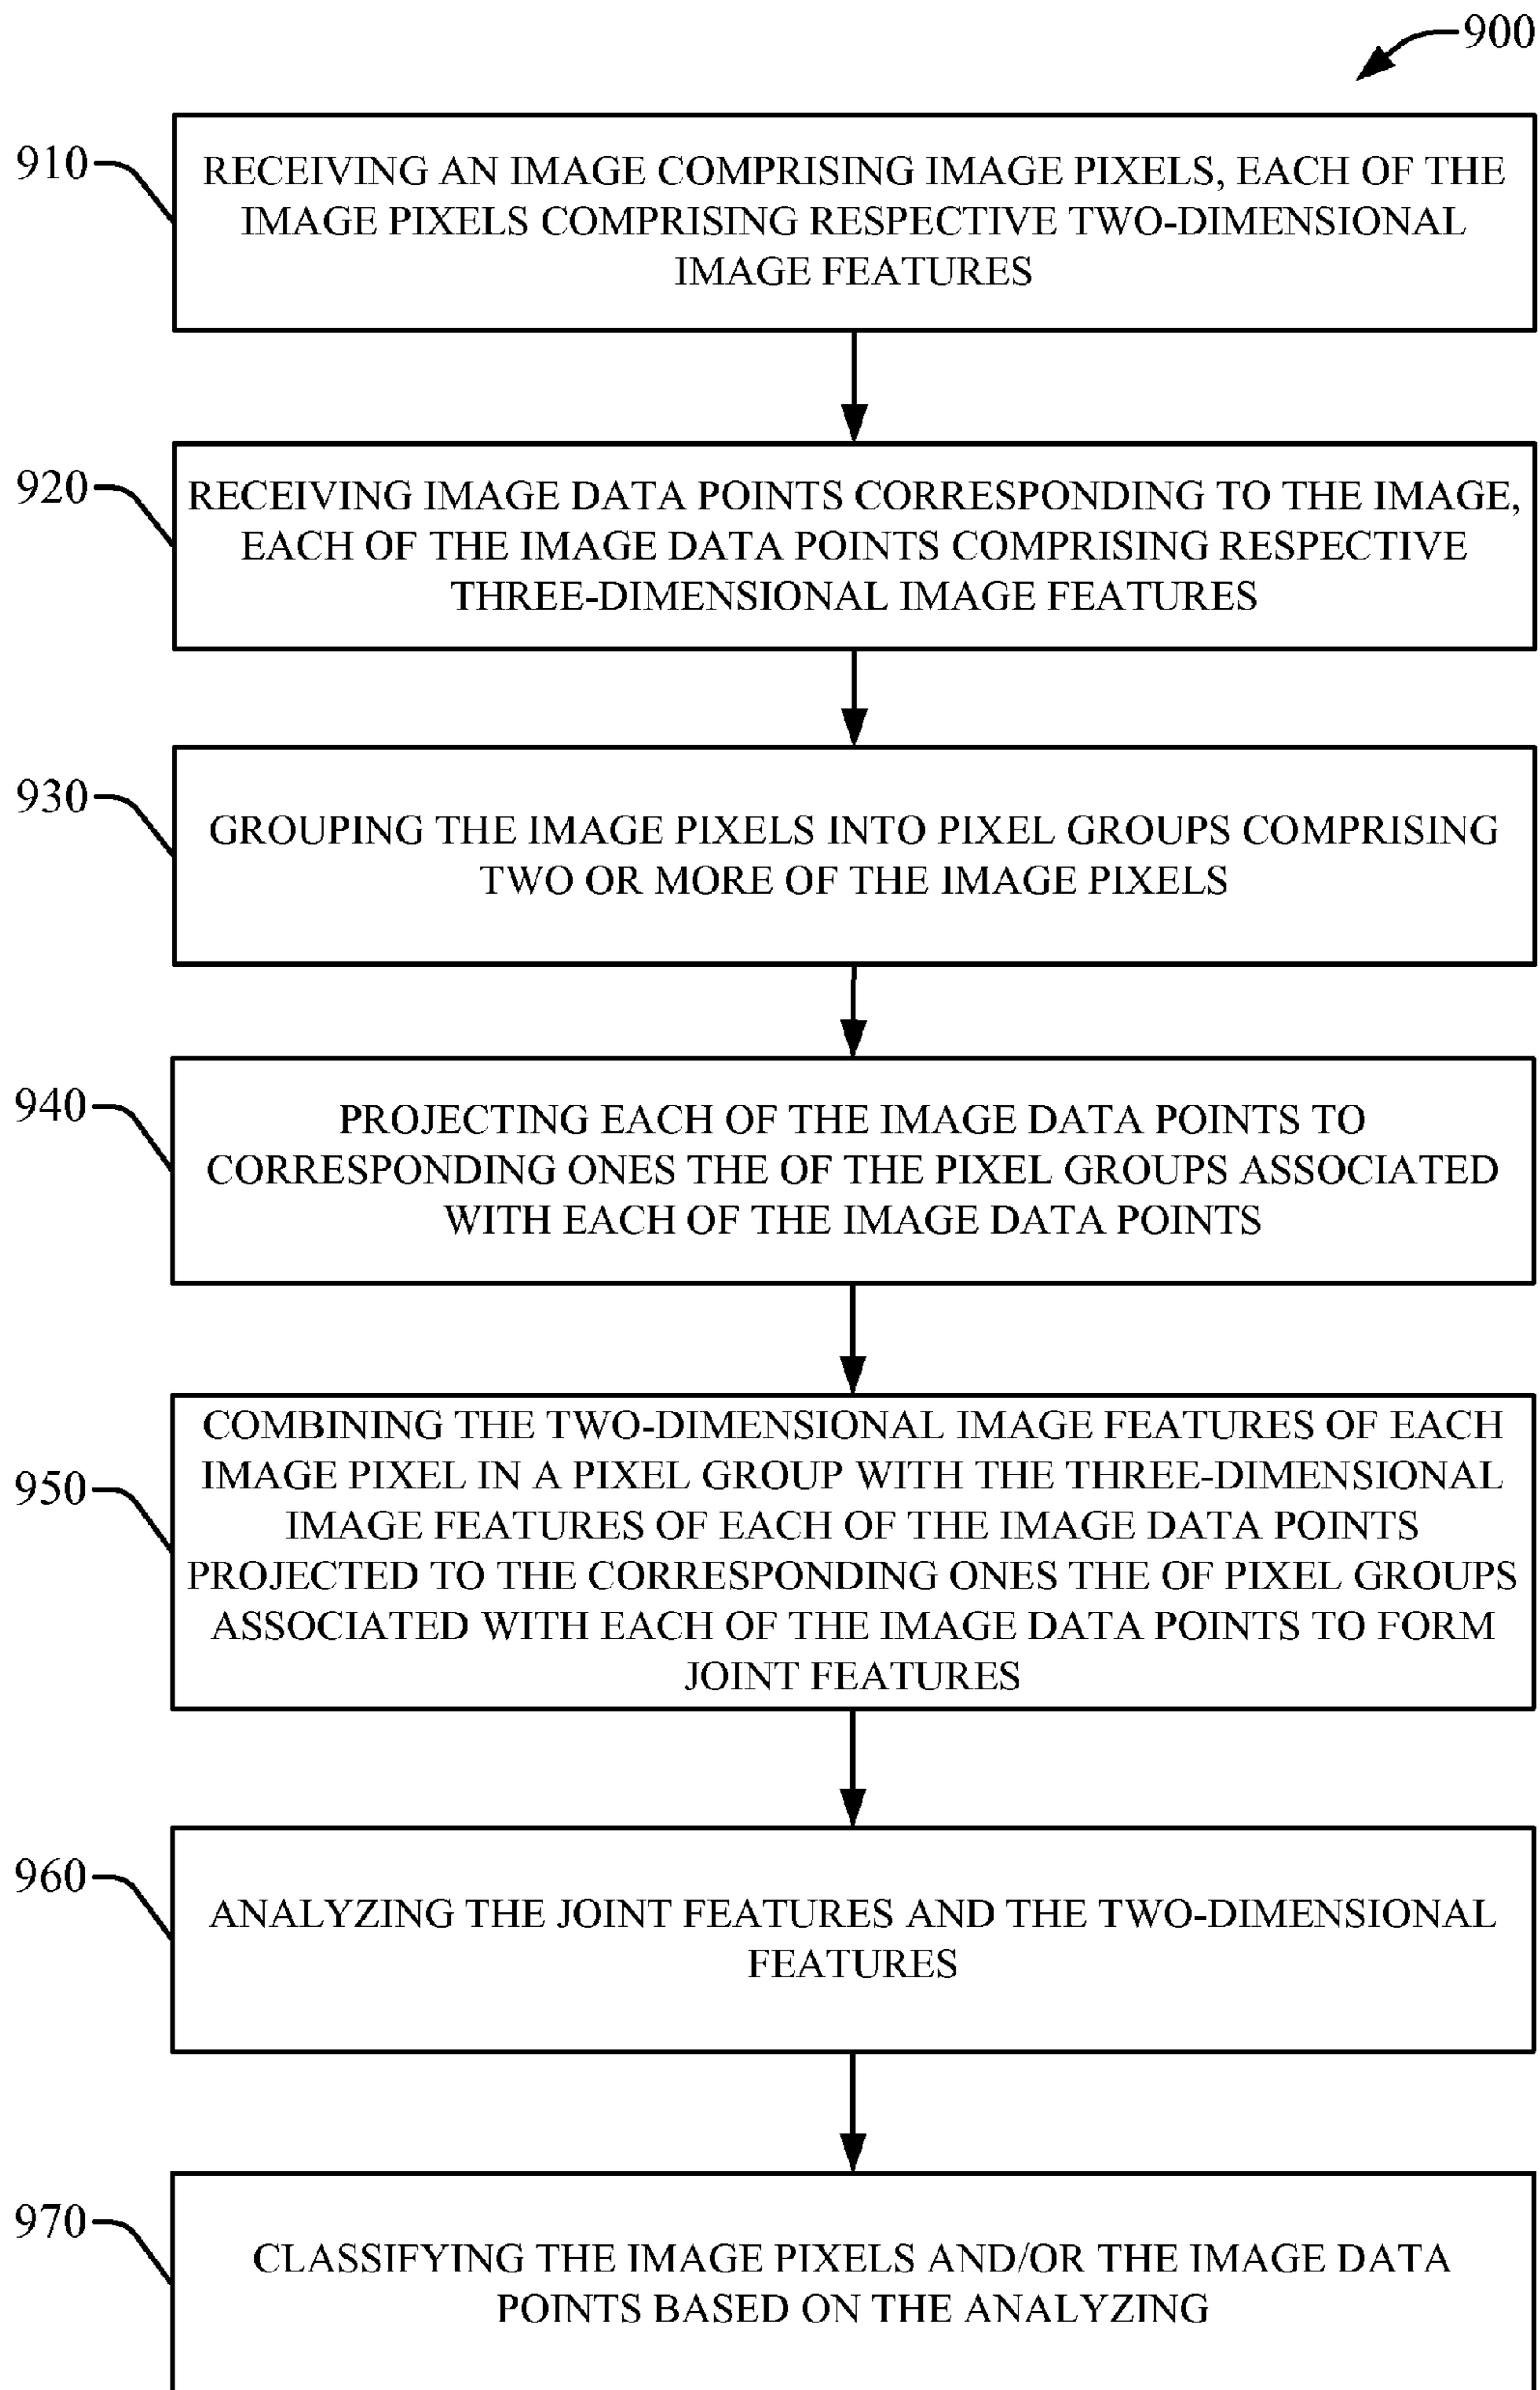 900
910
RECEIVING AN IMAGE COMPRISING IMAGE PIXELS, EACH OF THE
IMAGE PIXELS COMPRISING RESPECTIVE TWO-DIMENSIONAL
IMAGE FEATURES
920
RECEIVING IMAGE DATA POINTS CORRESPONDING TO THE IMAGE,
EACH OF THE IMAGE DATA POINTS COMPRISING RESPECTIVE
THREE-DIMENSIONAL IMAGE FEATURES
930
GROUPING THE IMAGE PIXELS INTO PIXEL GROUPS COMPRISING
TWO OR MORE OF THE IMAGE PIXELS
940
PROJECTING EACH OF THE IMAGE DATA POINTS TO
CORRESPONDING ONES THE OF THE PIXEL GROUPS ASSOCIATED
WITH EACH OF THE IMAGE DATA POINTS
950
COMBINING THE TWO-DIMENSIONAL IMAGE FEATURES OF EACH
IMAGE PIXEL IN A PIXEL GROUP WITH THE THREE-DIMENSIONAL
IMAGE FEATURES OF EACH OF THE IMAGE DATA POINTS
PROJECTED TO THE CORRESPONDING ONES THE OF PIXEL GROUPS
ASSOCIATED WITH EACH OF THE IMAGE DATA POINTS TO FORM
JOINT FEATURES
960
ANALYZING THE JOINT FEATURES AND THE TWO-DIMENSIONAL
FEATURES
970
CLASSIFYING THE IMAGE PIXELS AND/OR THE IMAGE DATA
POINTS BASED ON THE ANALYZING